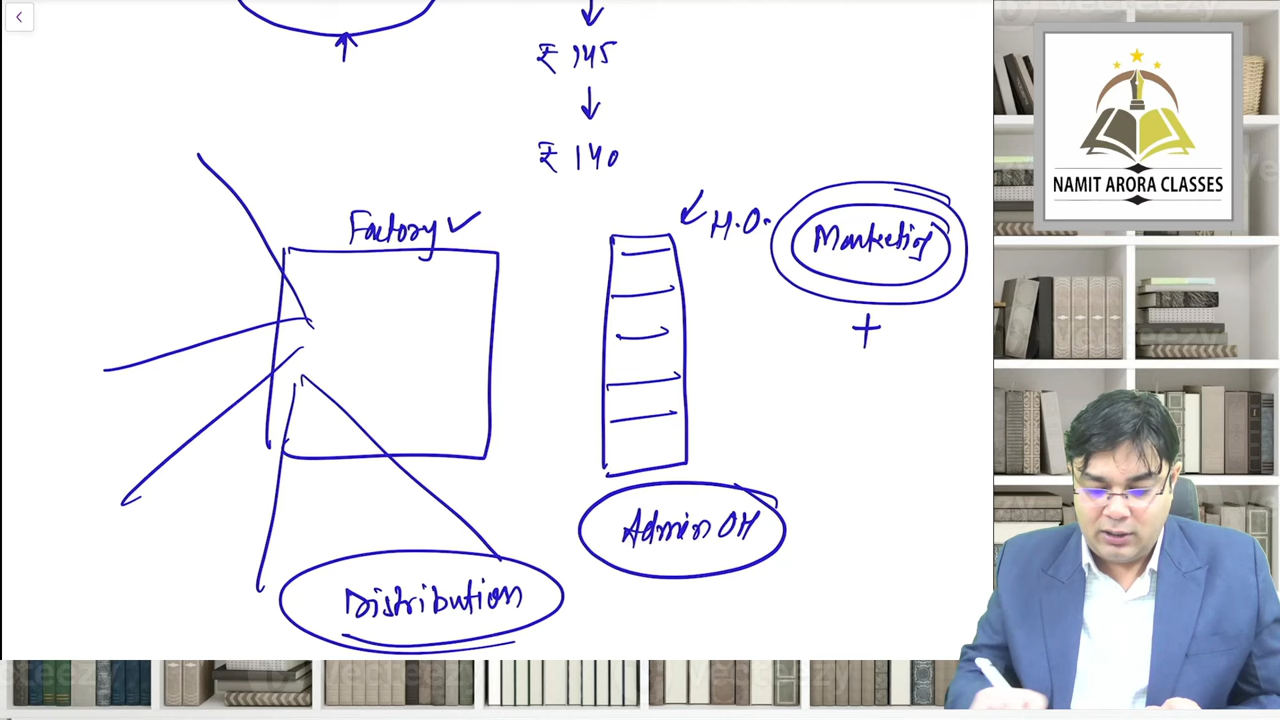 ₹ 145
₹ 140
Factory
H.O.
Marketing
+
Admin OH
Distribution
NAMIT ARORA CLASSES